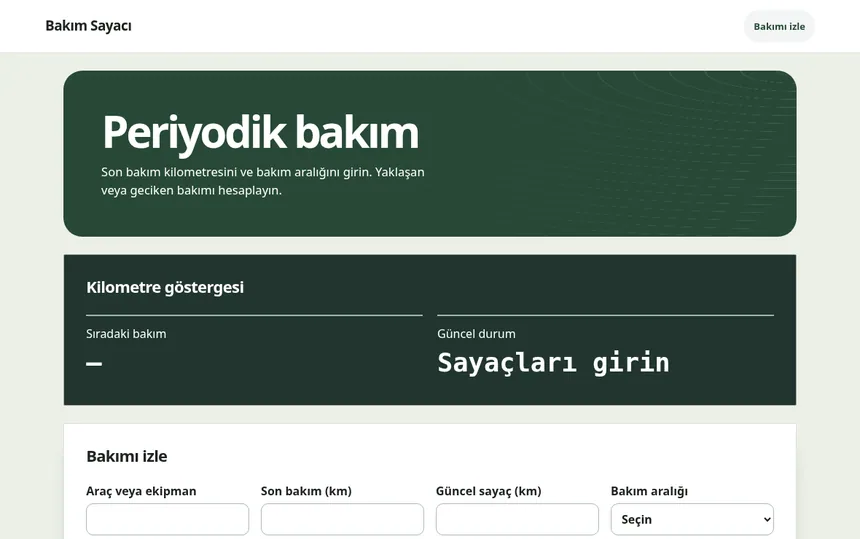 Bakım Sayacı
Bakımı izle
Periyodik bakım
Son bakım kilometresini ve bakım aralığını girin. Yaklaşan
veya geciken bakımı hesaplayın.
Kilometre göstergesi
Sıradaki bakım
—
Güncel durum
Sayaçları girin
Bakımı izle
Araç veya ekipman
Son bakım (km)
Güncel sayaç (km)
Bakım aralığı
Seçin